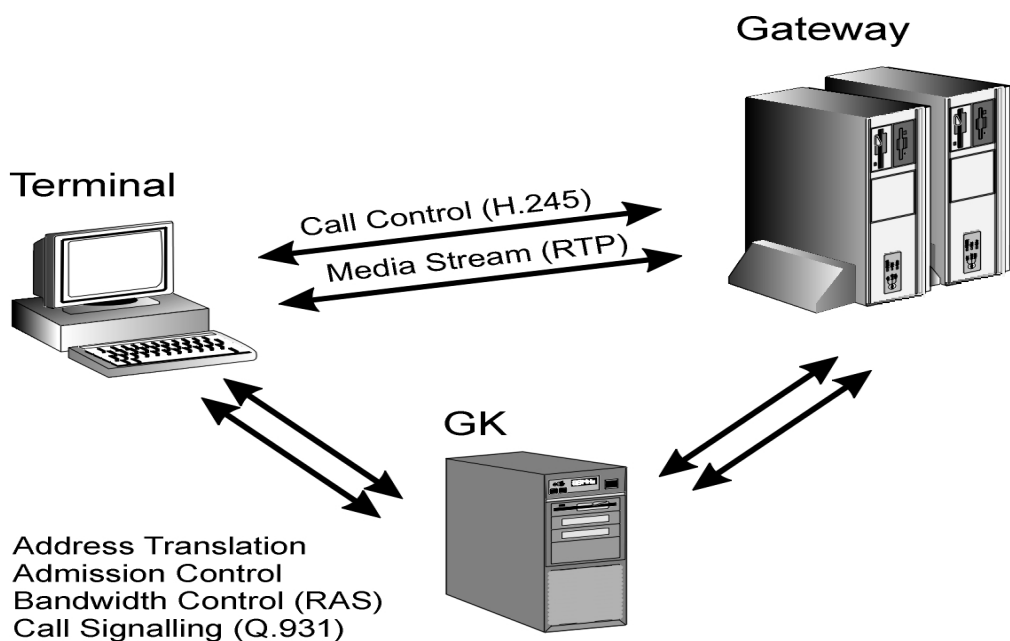 Gateway
Terminal
Call Control (H.245)
Media Stream (RTP)
GK
Address Translation
Admission Control
Bandwidth Control (RAS)
Call Signalling (Q.931)